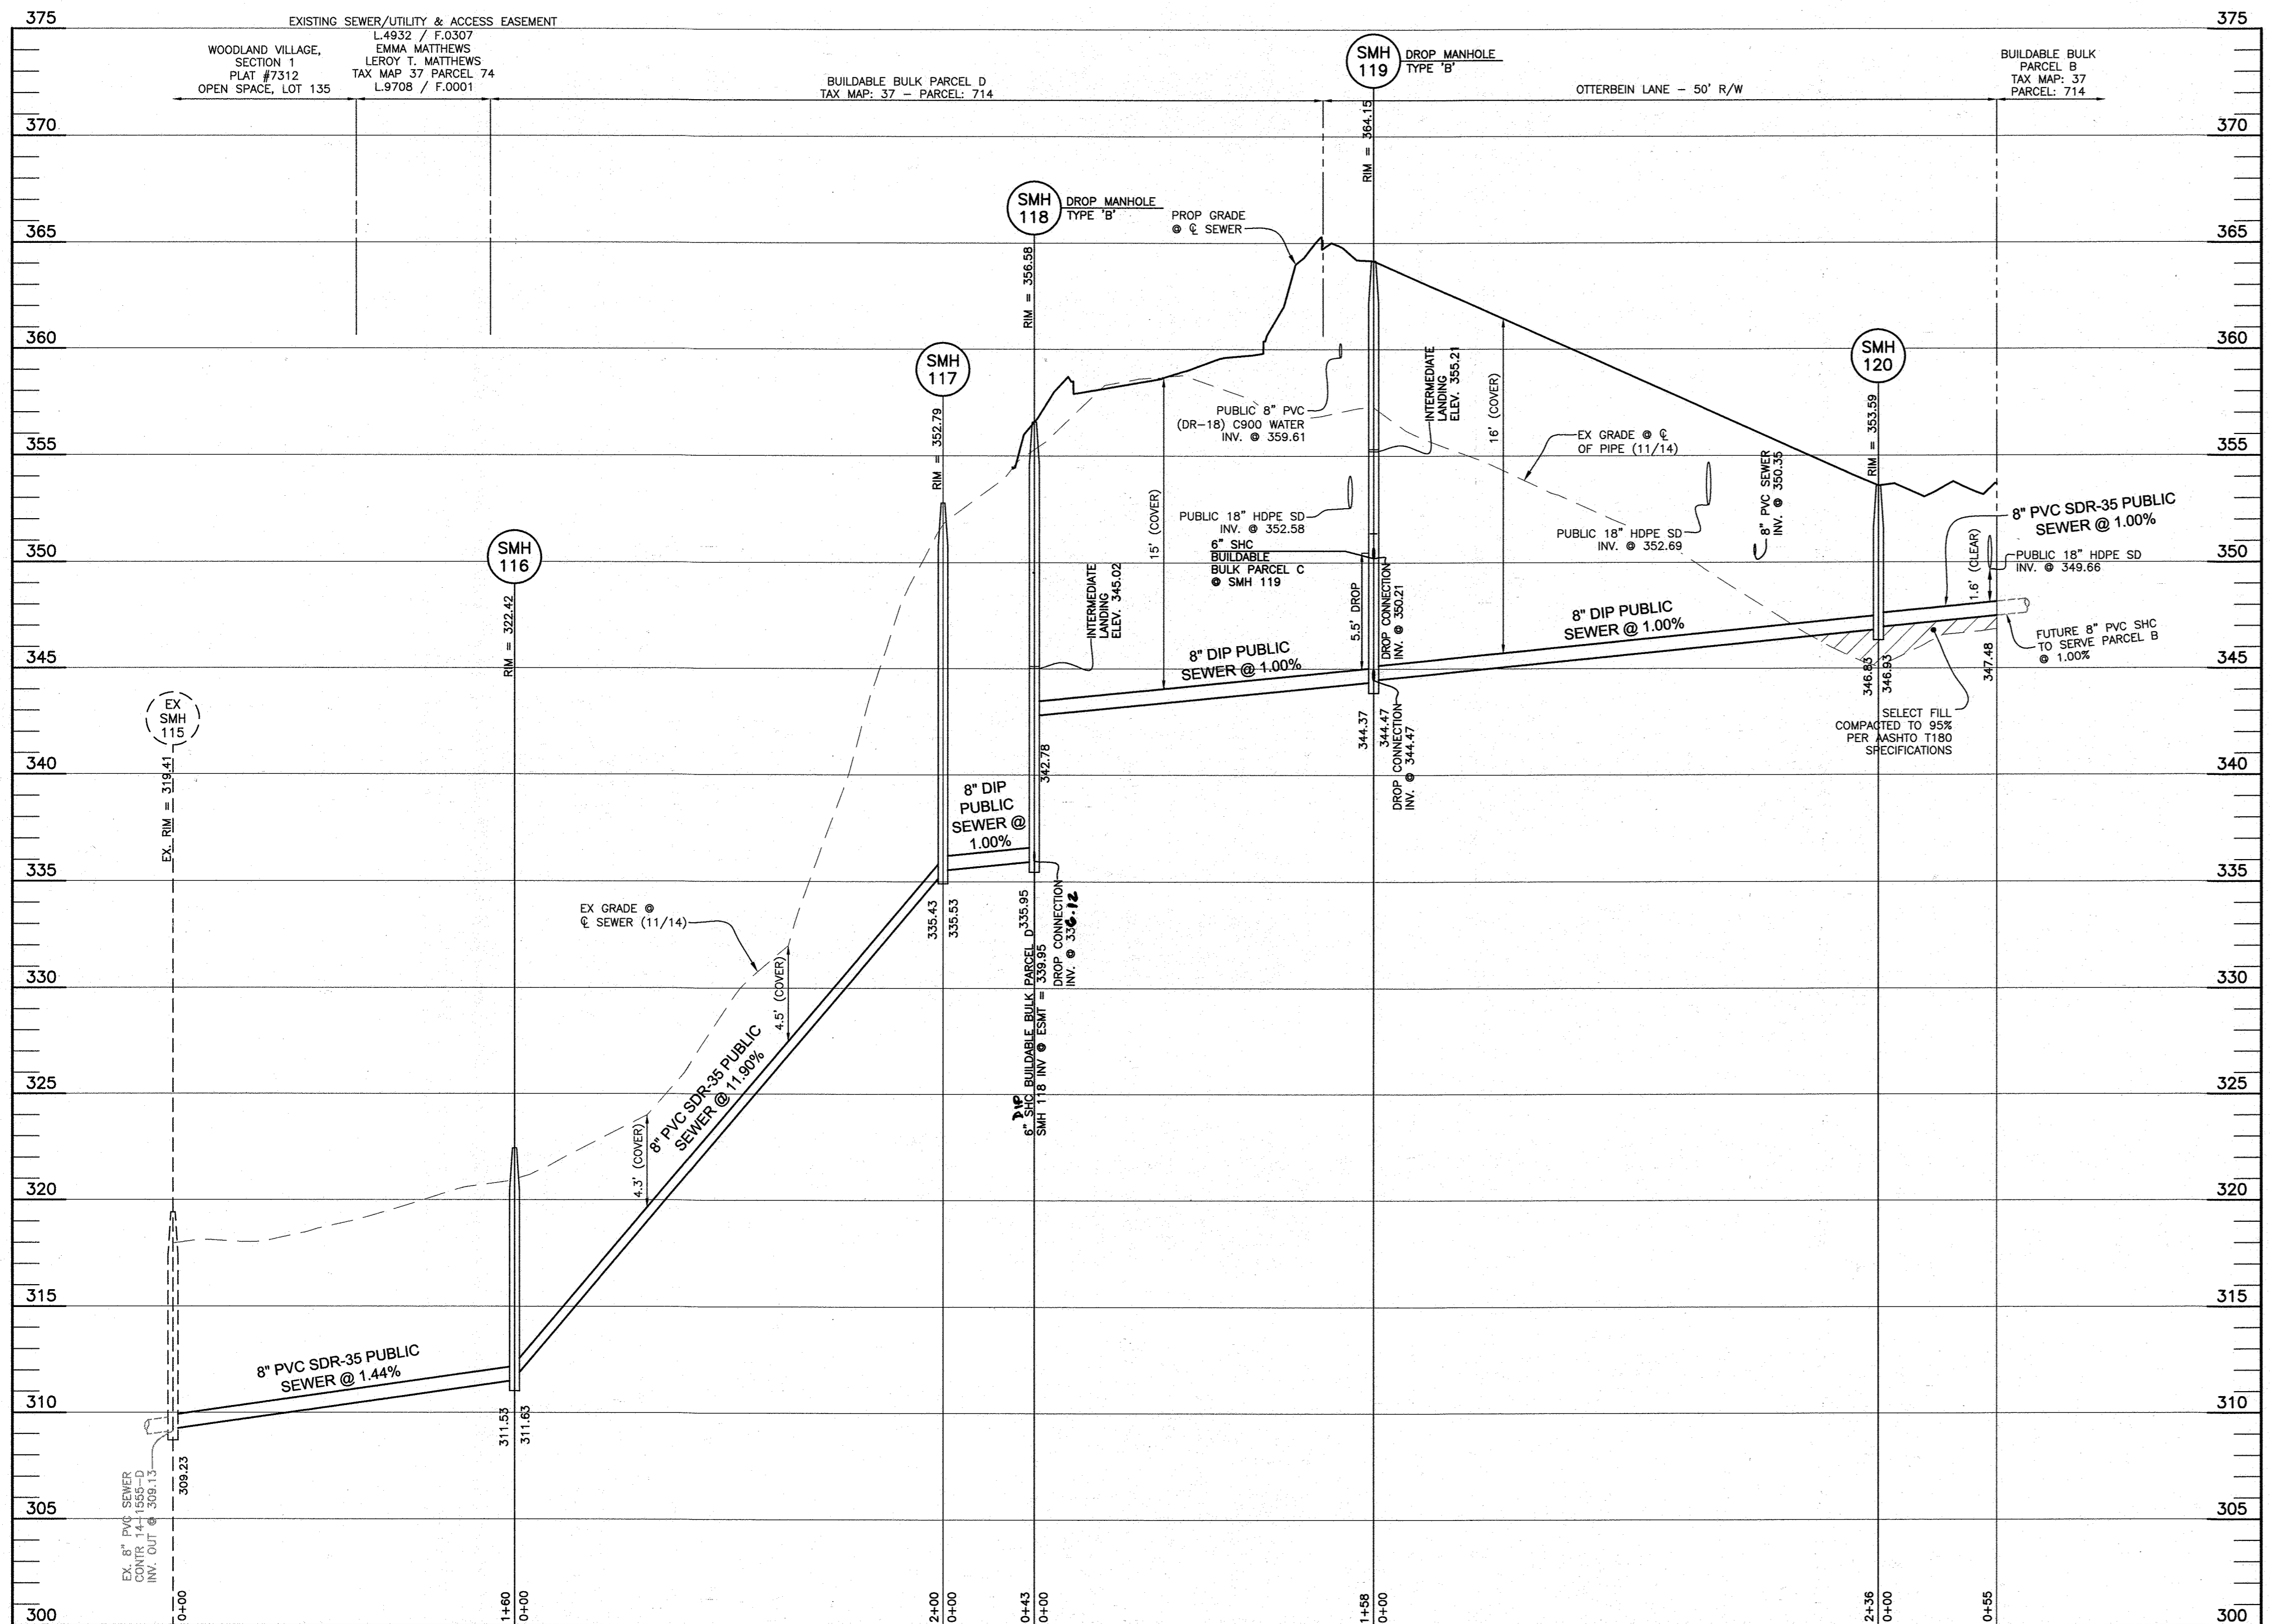 375
375
EXISTING SEWER/UTILITY & ACCESS EASEMENT
L.4932 / F.0307
EMMA MATTHEWS
LEROY T. MATTHEWS
TAX MAP 37 PARCEL 74
L.9708 / F.0001
WOODLAND VILLAGE,
SECTION 1
PLAT #7312
OPEN SPACE, LOT 135
BUILDABLE BULK PARCEL D
TAX MAP: 37 - PARCEL: 714
SMH
119
DROP MANHOLE
TYPE 'B'
OTTERBEIN LANE - 50' R/W
BUILDABLE BULK
PARCEL B
TAX MAP: 37
PARCEL: 714
370
370
RIM = 364.15
SMH
118
DROP MANHOLE
TYPE 'B'
PROP GRADE
@ ℄ SEWER
365
365
RIM = 356.58
360
360
SMH
117
RIM = 352.79
SMH
120
RIM = 353.59
PUBLIC 8" PVC
(DR-18) C900 WATER
INV. @ 359.61
INTERMEDIATE
LANDING
ELEV. 355.21
16' (COVER)
EX GRADE @ ℄
OF PIPE (11/14)
355
355
15' (COVER)
PUBLIC 18" HDPE SD
INV. @ 352.58
6" SHC
BUILDABLE
BULK PARCEL C
@ SMH 119
PUBLIC 18" HDPE SD
INV. @ 352.69
8" PVC SEWER
INV. @ 350.35
8" PVC SDR-35 PUBLIC
SEWER @ 1.00%
PUBLIC 18" HDPE SD
INV. @ 349.66
1.6' (CLEAR)
350
350
SMH
116
RIM = 322.42
INTERMEDIATE
LANDING
ELEV. 345.02
5.5' DROP
DROP CONNECTION
INV. @ 350.21
8" DIP PUBLIC
SEWER @ 1.00%
8" DIP PUBLIC
SEWER @ 1.00%
FUTURE 8" PVC SHC
TO SERVE PARCEL B
@ 1.00%
345
345
346.83
346.93
347.48
SELECT FILL
COMPACTED TO 95%
PER AASHTO T180
SPECIFICATIONS
EX
SMH
115
EX. RIM = 319.41
342.78
344.37
344.47
DROP CONNECTION
INV. @ 344.47
340
340
8" DIP
PUBLIC
SEWER @
1.00%
335
335
EX GRADE @
℄ SEWER (11/14)
335.43
335.53
335.95
DROP CONNECTION
INV. @ 336.12
DIP
6" SHC BUILDABLE BULK PARCEL D
SMH 118 INV @ ESMT = 339.95
330
330
4.5' (COVER)
8" PVC SDR-35 PUBLIC
SEWER @ 11.90%
325
325
4.3' (COVER)
320
320
315
315
8" PVC SDR-35 PUBLIC
SEWER @ 1.44%
310
310
309.23
311.53
311.63
EX. 8" PVC SEWER
CONTR 14-1555-D
INV. OUT @ 309.13
305
305
300
0+00
1+60
0+00
2+00
0+00
0+43
0+00
1+58
0+00
2+36
0+00
0+55
300